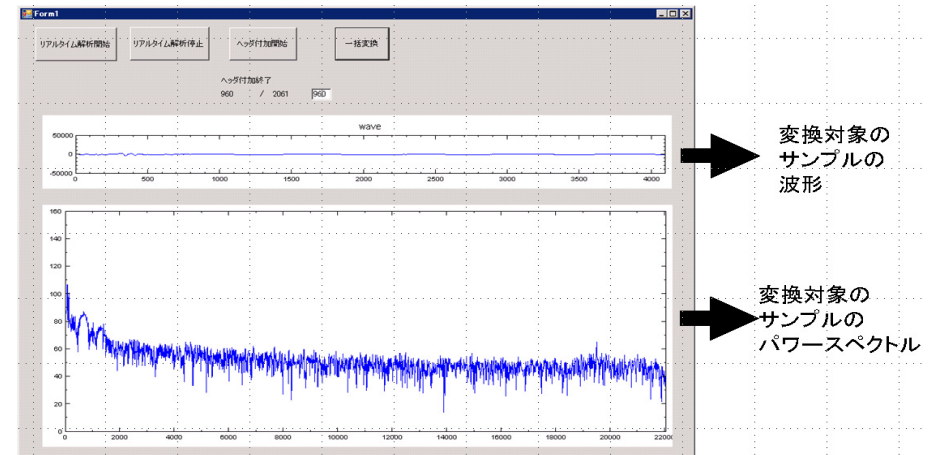 Form1
リアルタイム解析開始 リアルタイム解析停止 ヘッダ付加開始 一括変換
ヘッダ付加終了
960 / 2061 960
wave
50000
0
-50000
0 500 1000 1500 2000 2500 3000 3500 4000
変換対象の
サンプルの
波形
160
140
120
100
80
60
40
20
0
0 2000 4000 6000 8000 10000 12000 14000 16000 18000 20000 22000
変換対象の
サンプルの
パワースペクトル